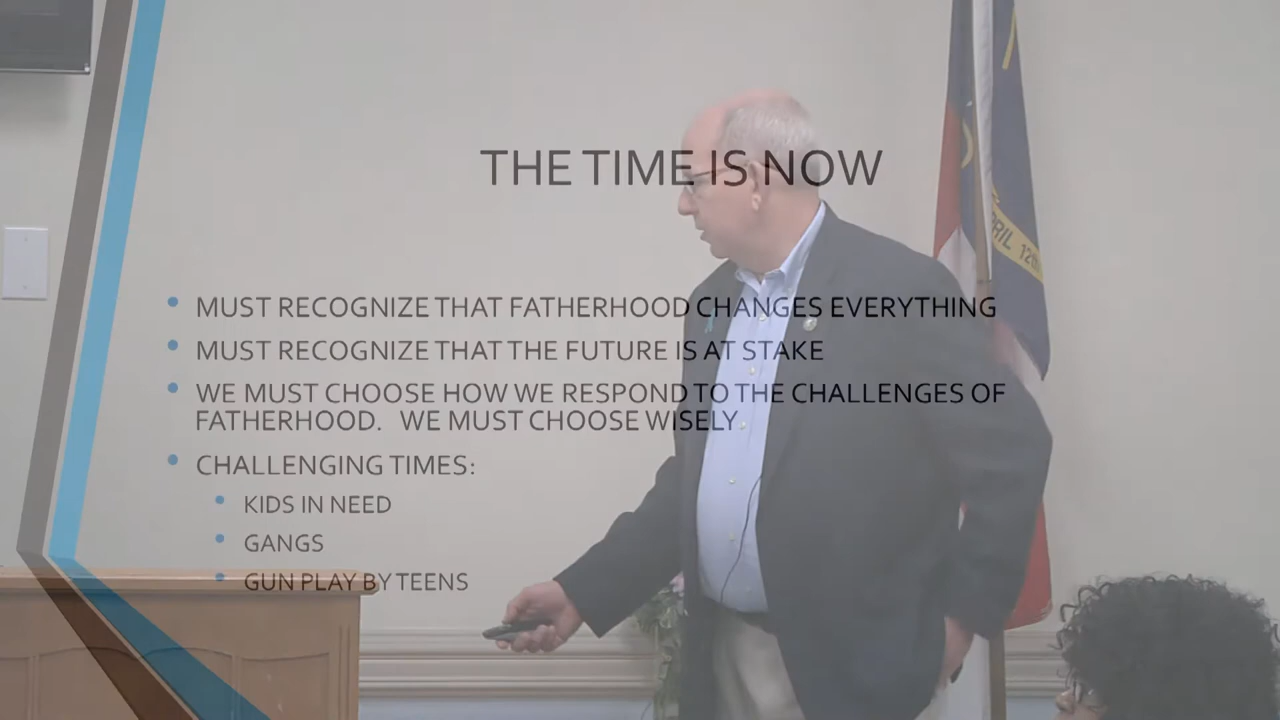 THE TIME IS NOW
• MUST RECOGNIZE THAT FATHERHOOD CHANGES EVERYTHING
• MUST RECOGNIZE THAT THE FUTURE IS AT STAKE
• WE MUST CHOOSE HOW WE RESPOND TO THE CHALLENGES OF
FATHERHOOD. WE MUST CHOOSE WISELY.
• CHALLENGING TIMES:
• KIDS IN NEED
• GANGS
• GUN PLAY BY TEENS
APRIL 12th